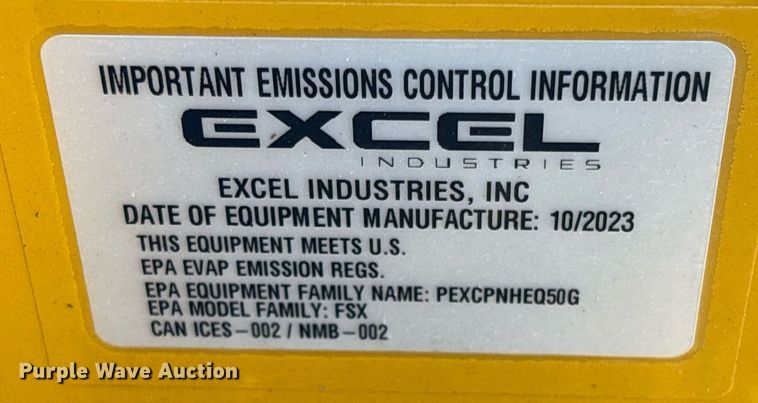 IMPORTANT EMISSIONS CONTROL INFORMATION
EXCEL
INDUSTRIES
EXCEL INDUSTRIES, INC
DATE OF EQUIPMENT MANUFACTURE: 10/2023
THIS EQUIPMENT MEETS U.S.
EPA EVAP EMISSION REGS.
EPA EQUIPMENT FAMILY NAME: PEXCPNHEQ50G
EPA MODEL FAMILY: FSX
CAN ICES-002 / NMB-002
Purple Wave Auction